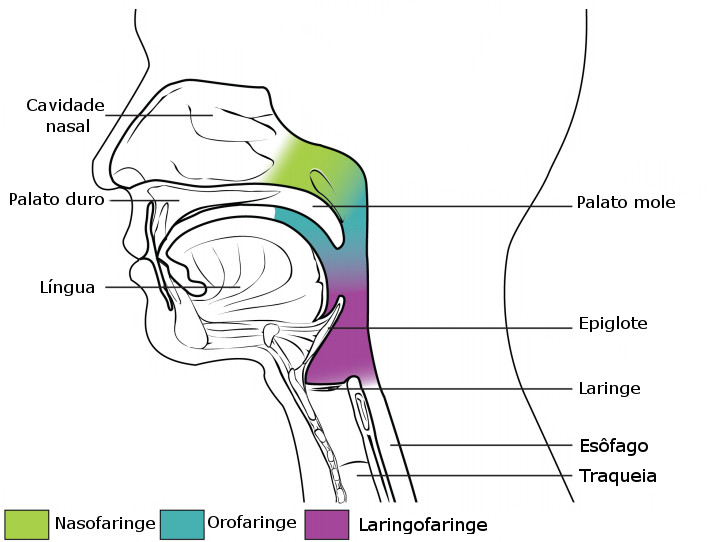 Cavidade
nasal
Palato duro
Palato mole
Língua
Epiglote
Laringe
Esôfago
Traqueia
Nasofaringe
Orofaringe
Laringofaringe